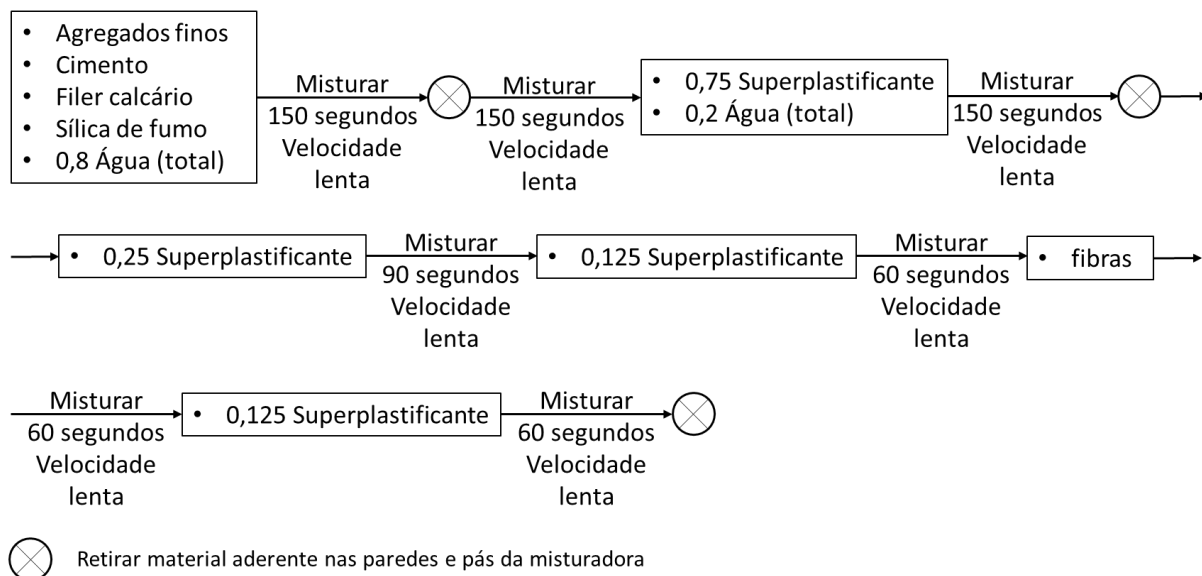 • Agregados finos
• Cimento
• Filer calcário
• Sílica de fumo
• 0,8 Água (total)
Misturar
150 segundos
Velocidade
lenta
Misturar
150 segundos
Velocidade
lenta
• 0,75 Superplastificante
• 0,2 Água (total)
Misturar
150 segundos
Velocidade
lenta
• 0,25 Superplastificante
Misturar
90 segundos
Velocidade
lenta
• 0,125 Superplastificante
Misturar
60 segundos
Velocidade
lenta
• fibras
Misturar
60 segundos
Velocidade
lenta
• 0,125 Superplastificante
Misturar
60 segundos
Velocidade
lenta
Retirar material aderente nas paredes e pás da misturadora